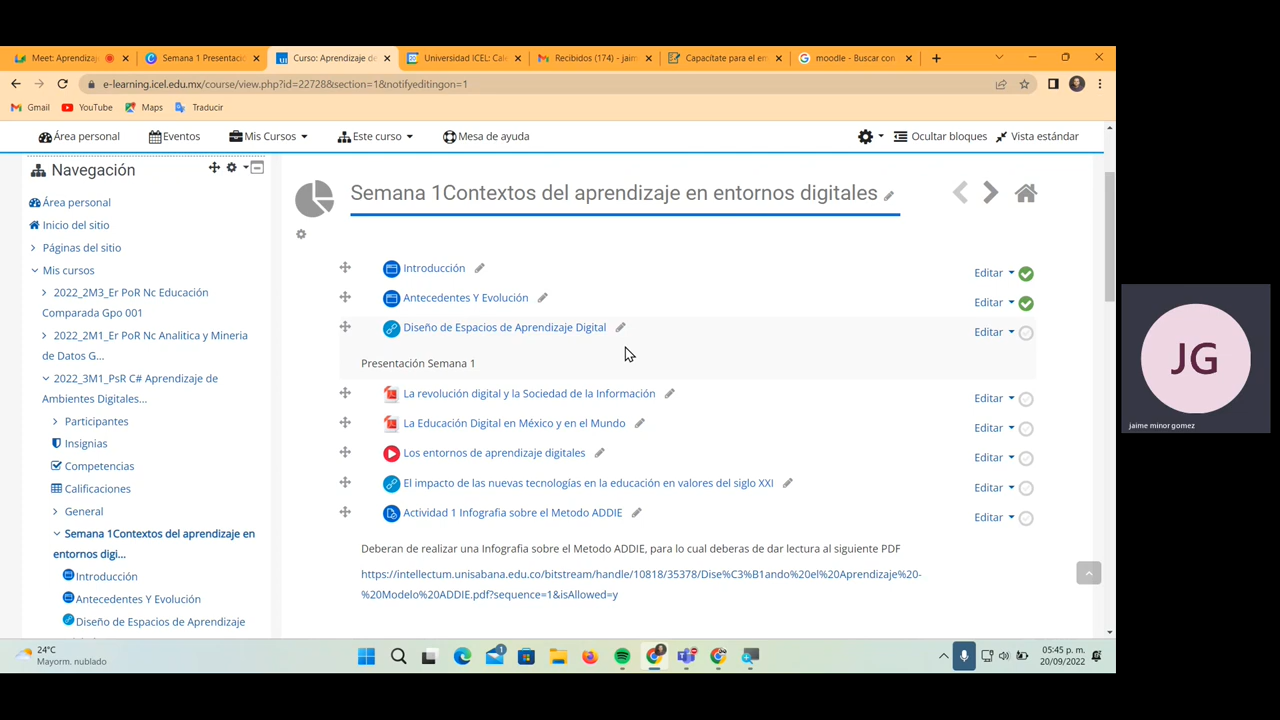 Meet: Aprendizaj
Semana 1 Presentació
Curso: Aprendizaje de
Universidad ICEL: Cale
Recibidos (174) - jaim
Capacítate para el em
moodle - Buscar con
e-learning.icel.edu.mx/course/view.php?id=22728&section=1&notifyeditingon=1
Gmail
YouTube
Maps
Traducir
Área personal
Eventos
Mis Cursos
Este curso
Mesa de ayuda
Ocultar bloques
Vista estándar
Navegación
Área personal
Inicio del sitio
Páginas del sitio
Mis cursos
2022_2M3_Er PoR Nc Educación
Comparada Gpo 001
2022_2M1_Er PoR Nc Analitica y Mineria
de Datos G...
2022_3M1_PsR C# Aprendizaje de
Ambientes Digitales...
Participantes
Insignias
Competencias
Calificaciones
General
Semana 1Contextos del aprendizaje en
entornos digi...
Introducción
Antecedentes Y Evolución
Diseño de Espacios de Aprendizaje
Semana 1Contextos del aprendizaje en entornos digitales
Introducción
Editar
Antecedentes Y Evolución
Editar
Diseño de Espacios de Aprendizaje Digital
Editar
Presentación Semana 1
La revolución digital y la Sociedad de la Información
Editar
La Educación Digital en México y en el Mundo
Editar
Los entornos de aprendizaje digitales
Editar
El impacto de las nuevas tecnologías en la educación en valores del siglo XXI
Editar
Actividad 1 Infografia sobre el Metodo ADDIE
Editar
Deberan de realizar una Infografia sobre el Metodo ADDIE, para lo cual deberas de dar lectura al siguiente PDF
https://intellectum.unisabana.edu.co/bitstream/handle/10818/35378/Dise%C3%B1ando%20el%20Aprendizaje%20-
%20Modelo%20ADDIE.pdf?sequence=1&isAllowed=y
JG
jaime minor gomez
24°C
Mayorm. nublado
05:45 p. m.
20/09/2022